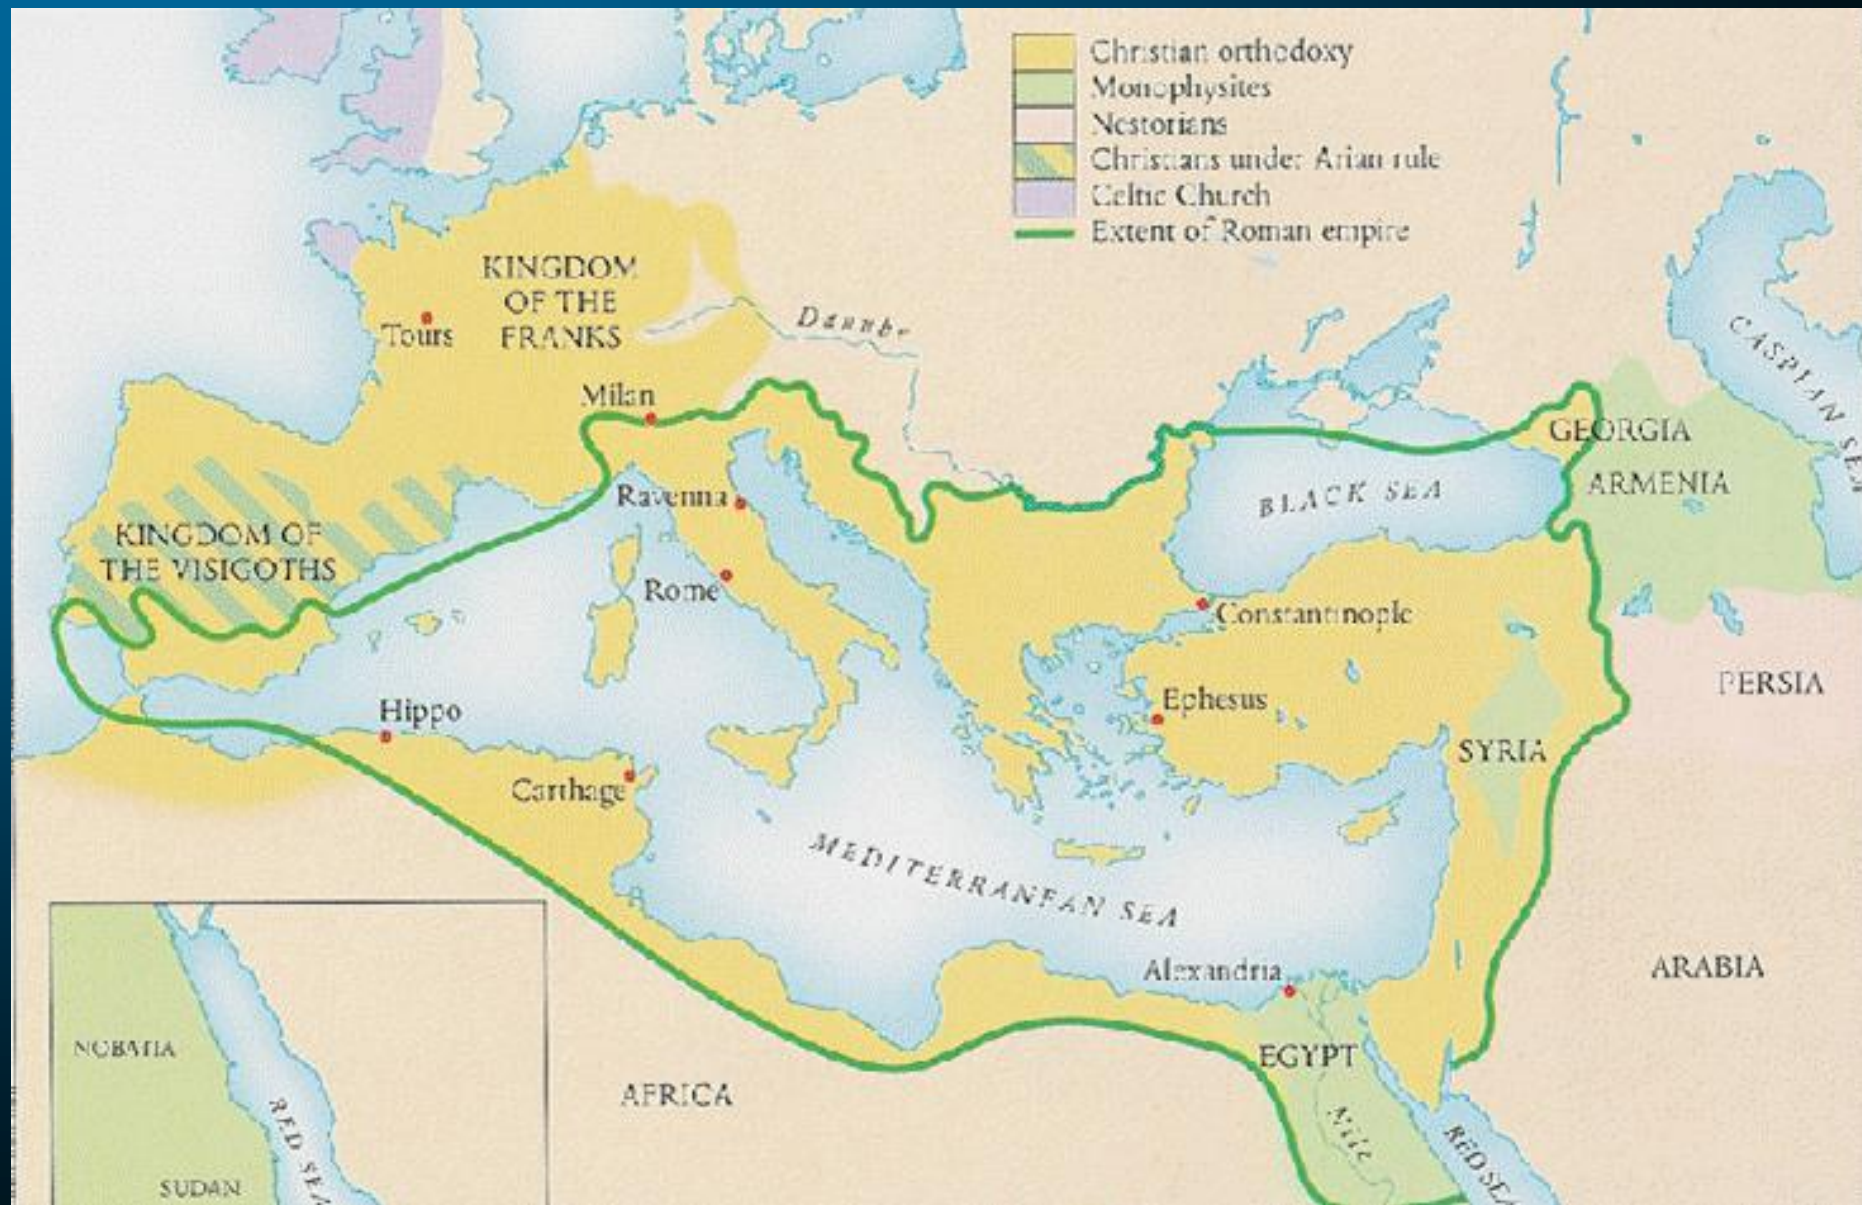 Christian orthodoxy
Monophysites
Nestorians
Christians under Arian rule
Celtic Church
Extent of Roman empire
KINGDOM
OF THE
FRANKS
Tours
Danube
Milan
CASPIAN SEA
GEORGIA
ARMENIA
BLACK SEA
Ravenna
KINGDOM OF
THE VISIGOTHS
Rome
Constantinople
PERSIA
Ephesus
Hippo
SYRIA
Carthage
MEDITERRANEAN SEA
Alexandria
ARABIA
EGYPT
AFRICA
Nile
RED SEA
NOBATIA
RED SEA
SUDAN